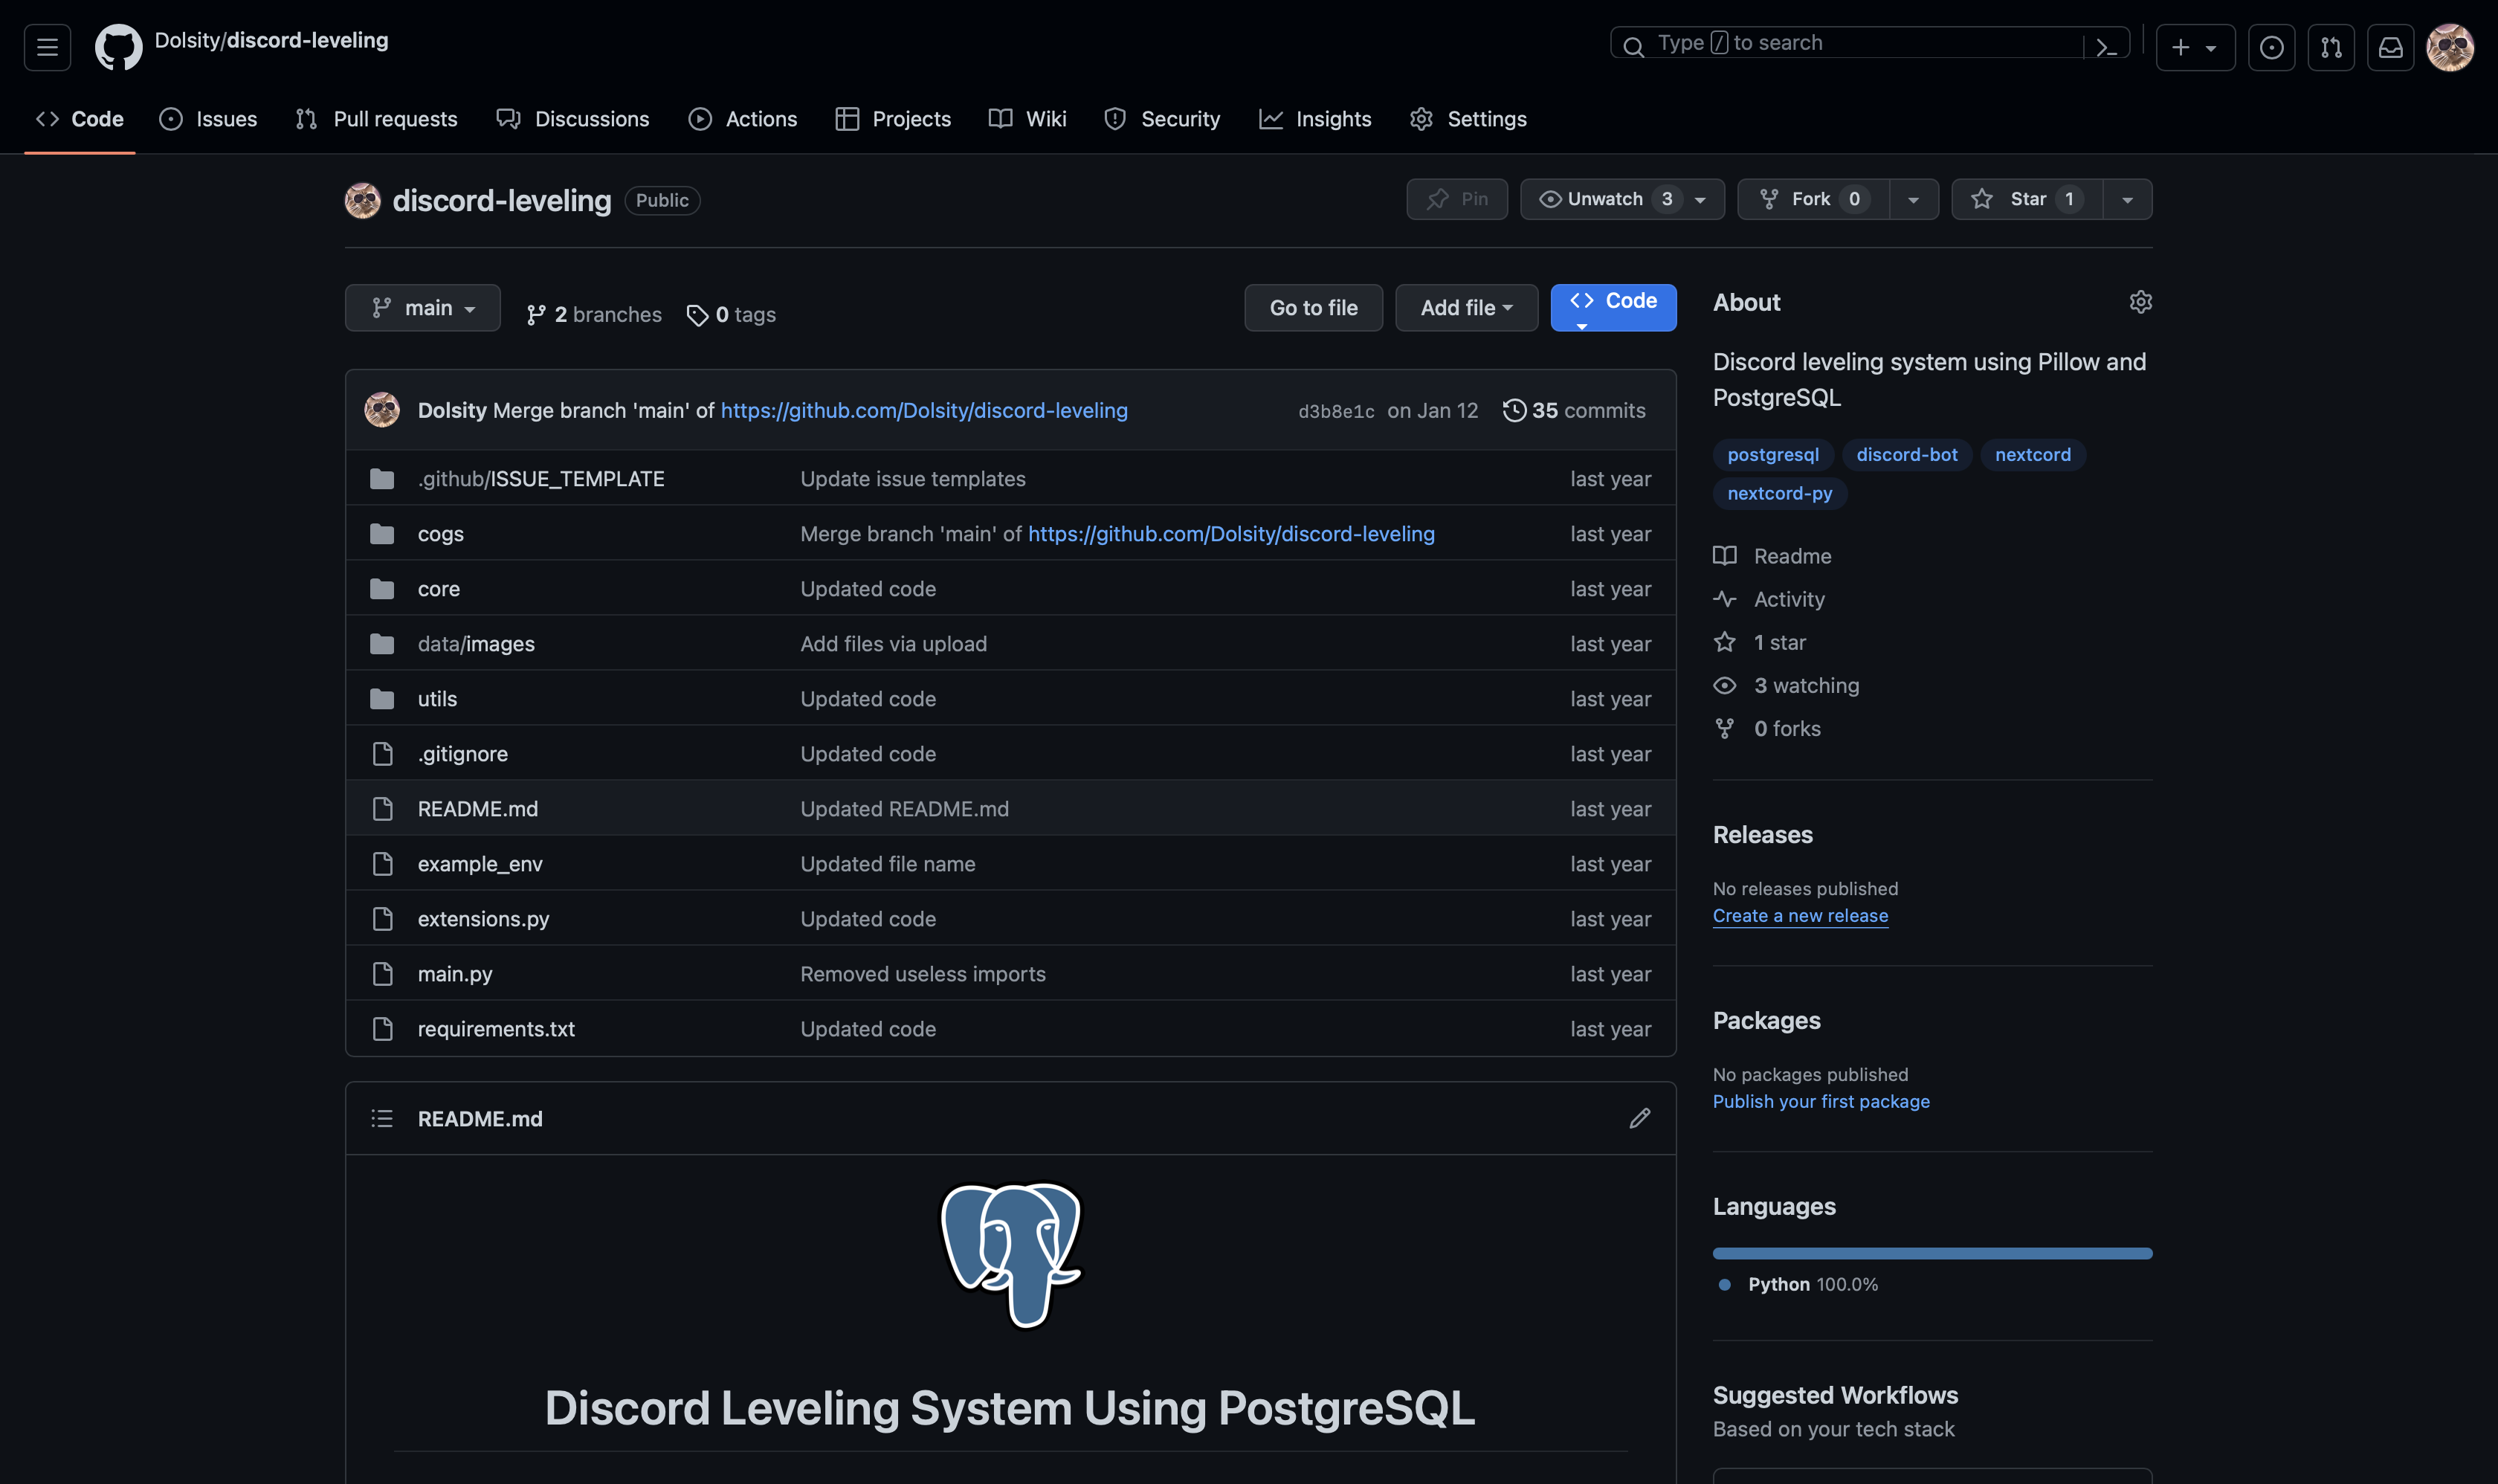 Dolsity/discord-leveling
Type / to search
Code Issues Pull requests Discussions Actions Projects Wiki Security Insights Settings
discord-leveling Public
Pin Unwatch 3 Fork 0 Star 1
main 2 branches 0 tags
Go to file Add file Code
Dolsity Merge branch 'main' of https://github.com/Dolsity/discord-leveling d3b8e1c on Jan 12 35 commits
.github/ISSUE_TEMPLATE Update issue templates last year
cogs Merge branch 'main' of https://github.com/Dolsity/discord-leveling last year
core Updated code last year
data/images Add files via upload last year
utils Updated code last year
.gitignore Updated code last year
README.md Updated README.md last year
example_env Updated file name last year
extensions.py Updated code last year
main.py Removed useless imports last year
requirements.txt Updated code last year
README.md
Discord Leveling System Using PostgreSQL
About
Discord leveling system using Pillow and
PostgreSQL
postgresql discord-bot nextcord
nextcord-py
Readme
Activity
1 star
3 watching
0 forks
Releases
No releases published
Create a new release
Packages
No packages published
Publish your first package
Languages
Python 100.0%
Suggested Workflows
Based on your tech stack